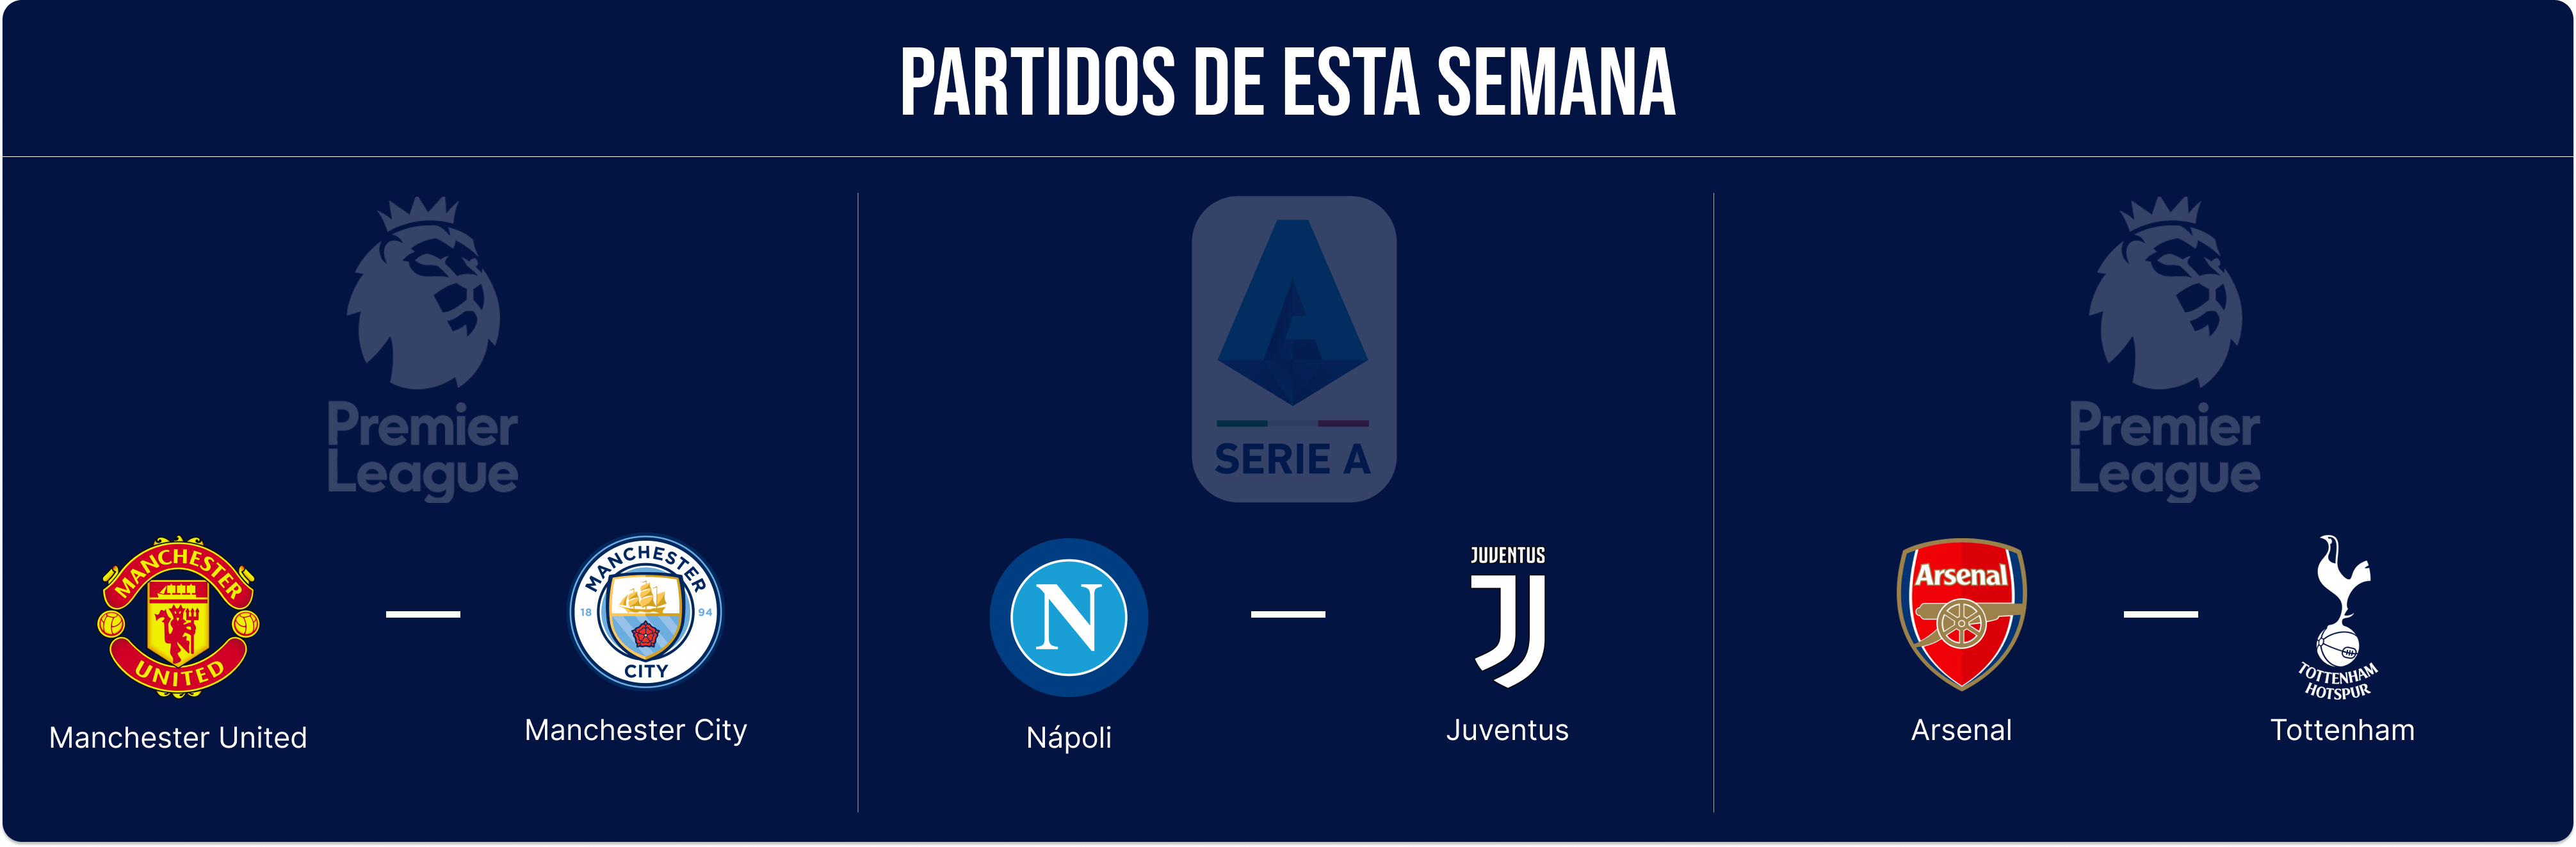 PARTIDOS DE ESTA SEMANA
Premier
League
MANCHESTER
UNITED
Manchester United
MANCHESTER
18 94
CITY
Manchester City
SERIE A
N
Nápoli
JUVENTUS
Juventus
Premier
League
Arsenal
Arsenal
TOTTENHAM
HOTSPUR
Tottenham